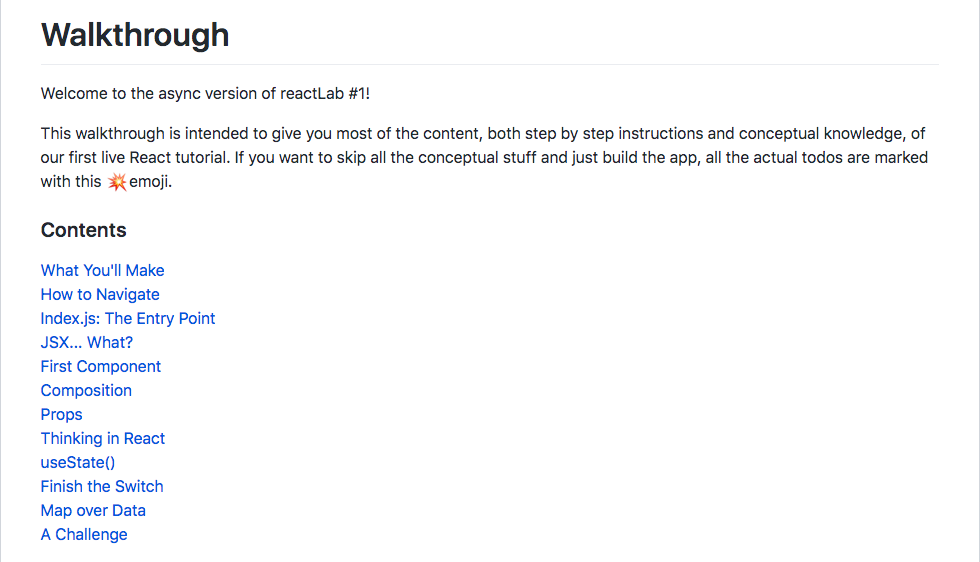 Walkthrough
Welcome to the async version of reactLab #1!
This walkthrough is intended to give you most of the content, both step by step instructions and conceptual knowledge, of
our first live React tutorial. If you want to skip all the conceptual stuff and just build the app, all the actual todos are marked
with this 💥 emoji.
Contents
What You'll Make
How to Navigate
Index.js: The Entry Point
JSX... What?
First Component
Composition
Props
Thinking in React
useState()
Finish the Switch
Map over Data
A Challenge